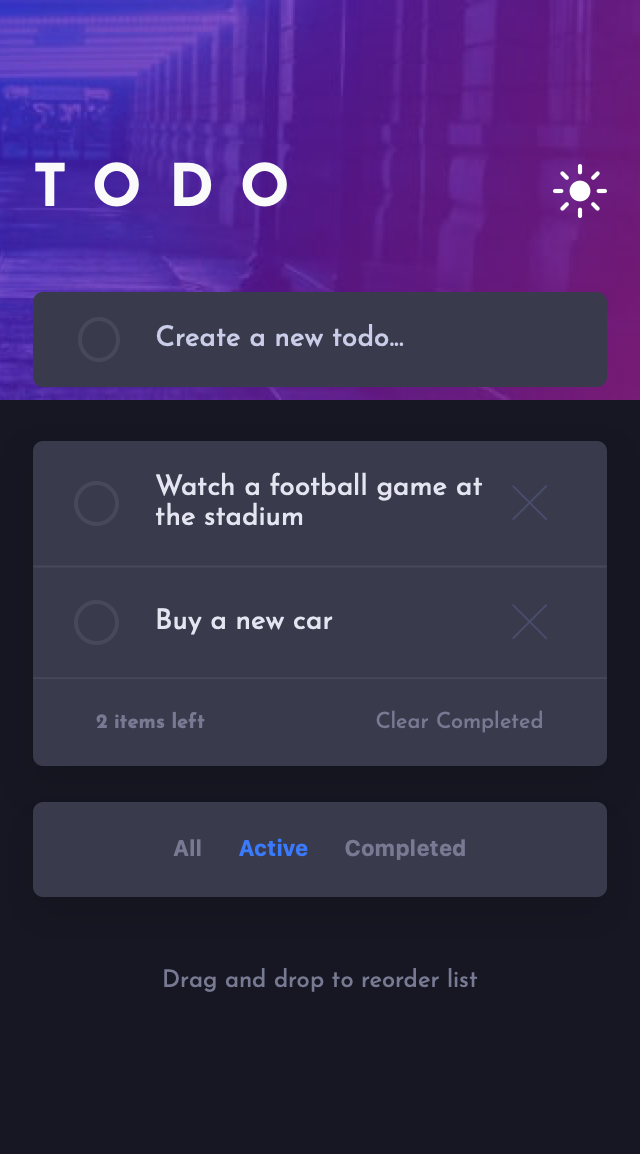 TODO
Create a new todo...
Watch a football game at
the stadium
Buy a new car
2 items left Clear Completed
All Active Completed
Drag and drop to reorder list